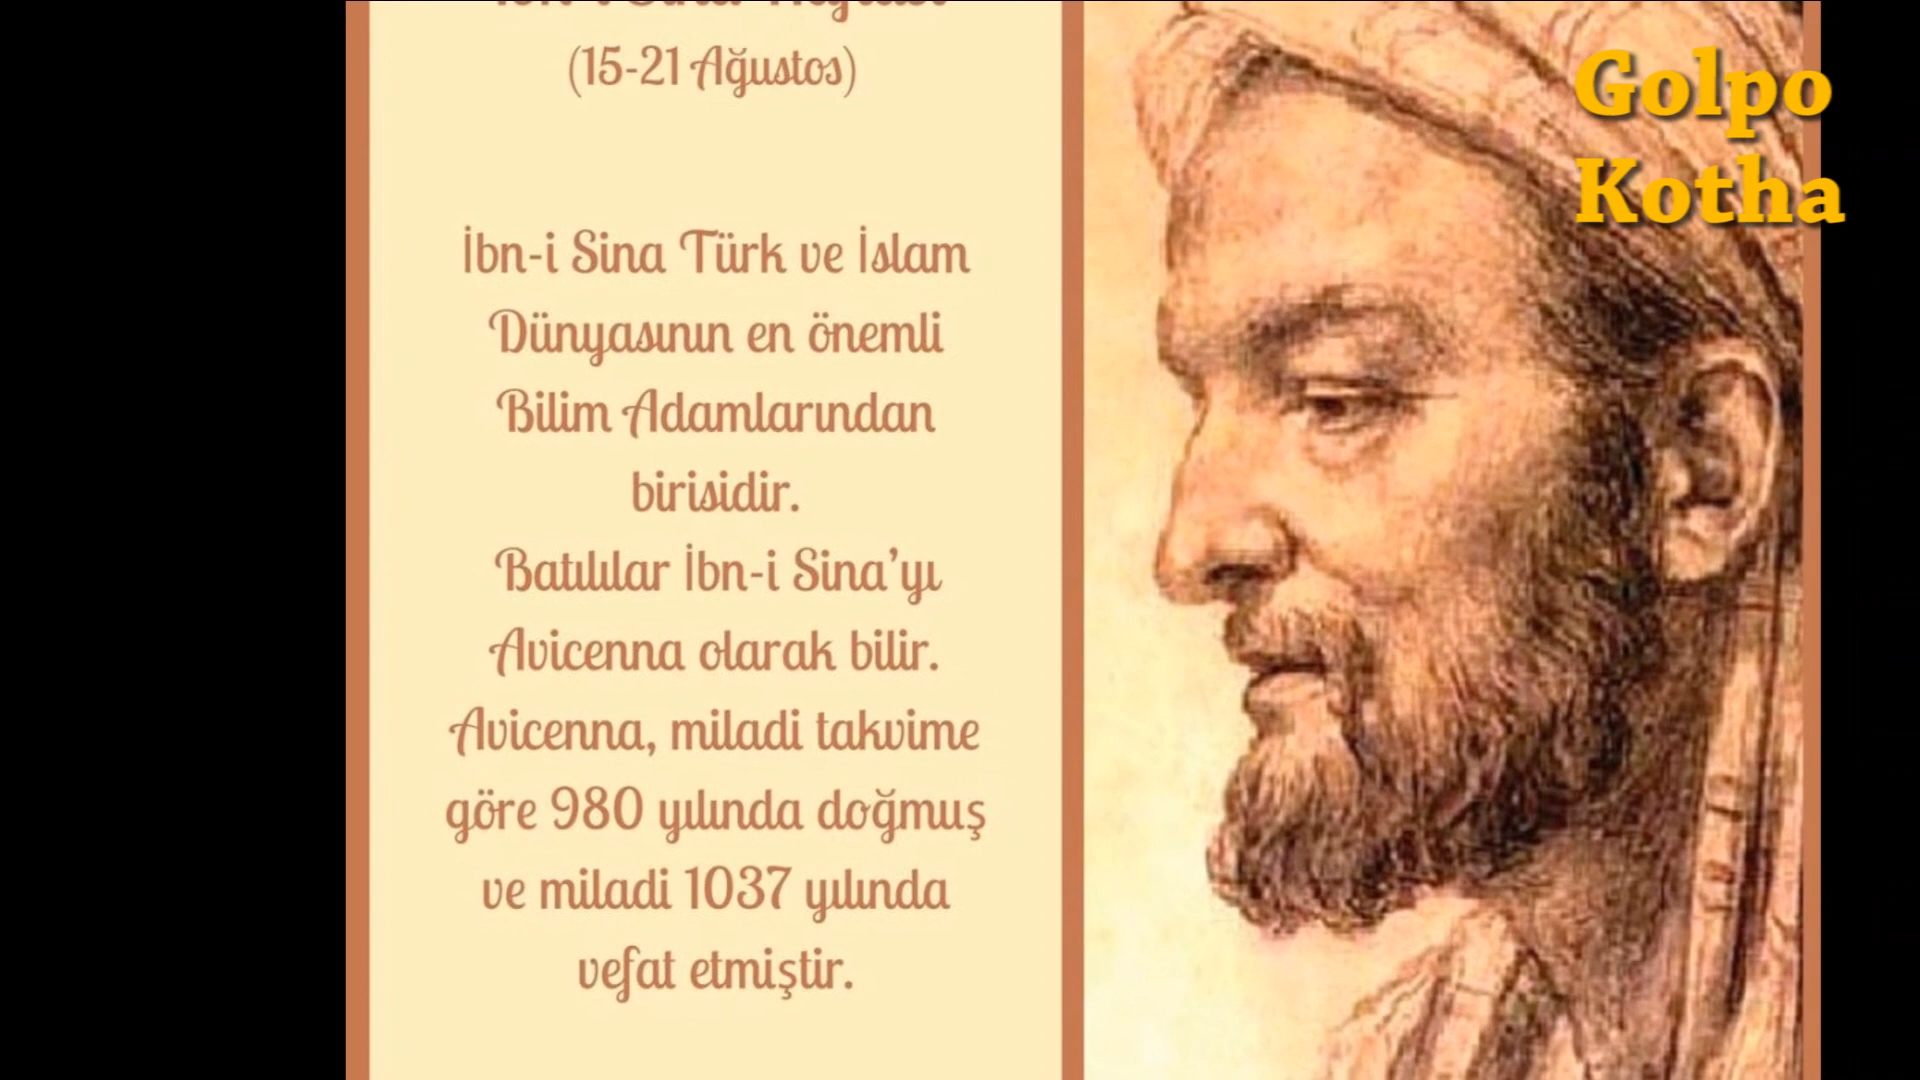 (15-21 Ağustos)
İbn-i Sina Türk ve İslam
Dünyasının en önemli
Bilim Adamlarından
birisidir.
Batılılar İbn-i Sina'yı
Avicenna olarak bilir.
Avicenna, miladi takvime
göre 980 yılında doğmuş
ve miladi 1037 yılında
vefat etmiştir.
Golpo
Kotha